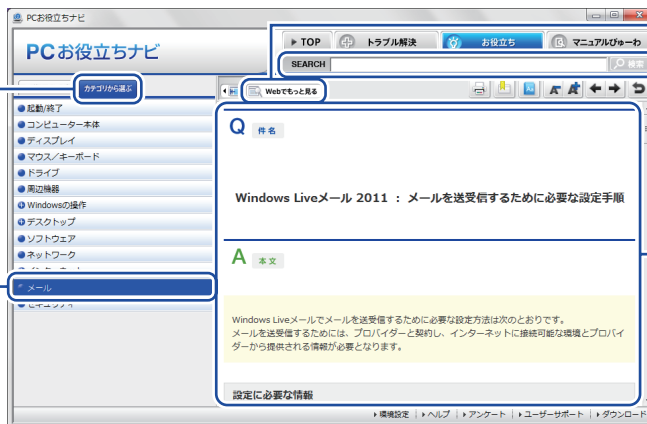 PCお役立ちナビ
PCお役立ちナビ
TOP
トラブル解決
お役立ち
マニュアルびゅーわ
SEARCH
検索
カテゴリから選ぶ
Webでもっと見る
起動/終了
コンピューター本体
ディスプレイ
マウス/キーボード
ドライブ
周辺機器
Windowsの操作
デスクトップ
ソフトウェア
ネットワーク
メール
セキュリティ
Q 件名
Windows Liveメール 2011 : メールを送受信するために必要な設定手順
A 本文
Windows Liveメールでメールを送受信するために必要な設定方法は次のとおりです。
メールを送受信するためには、プロバイダーと契約し、インターネットに接続可能な環境とプロバイ
ダーから提供される情報が必要となります。
設定に必要な情報
環境設定 | ヘルプ | アンケート | ユーザーサポート | ダウンロード